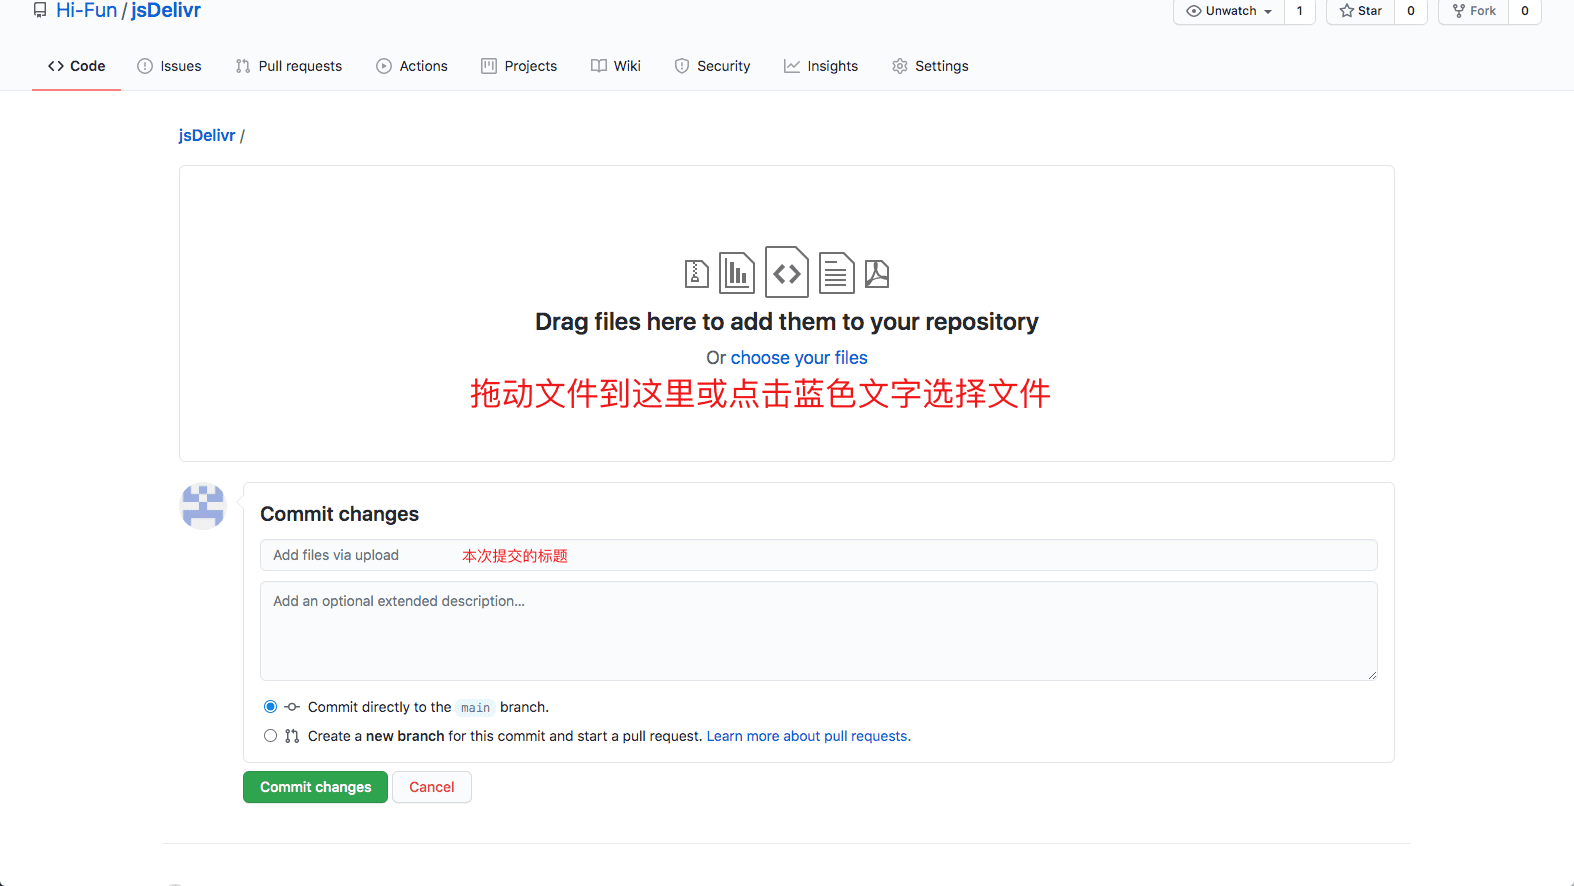 Hi-Fun / jsDelivr
Unwatch 1 Star 0 Fork 0
Code Issues Pull requests Actions Projects Wiki Security Insights Settings
jsDelivr /
Drag files here to add them to your repository
Or choose your files
拖动文件到这里或点击蓝色文字选择文件
Commit changes
Add files via upload 本次提交的标题
Add an optional extended description...
Commit directly to the main branch.
Create a new branch for this commit and start a pull request. Learn more about pull requests.
Commit changes Cancel